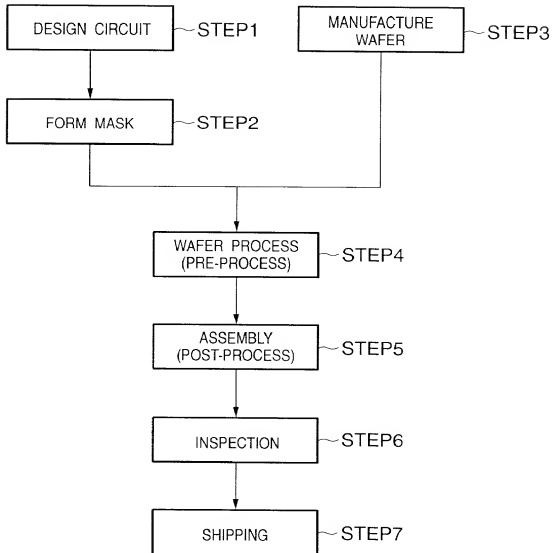 DESIGN CIRCUIT
STEP1
MANUFACTURE
WAFER
STEP3
FORM MASK
STEP2
WAFER PROCESS
(PRE-PROCESS)
STEP4
ASSEMBLY
(POST-PROCESS)
STEP5
INSPECTION
STEP6
SHIPPING
STEP7